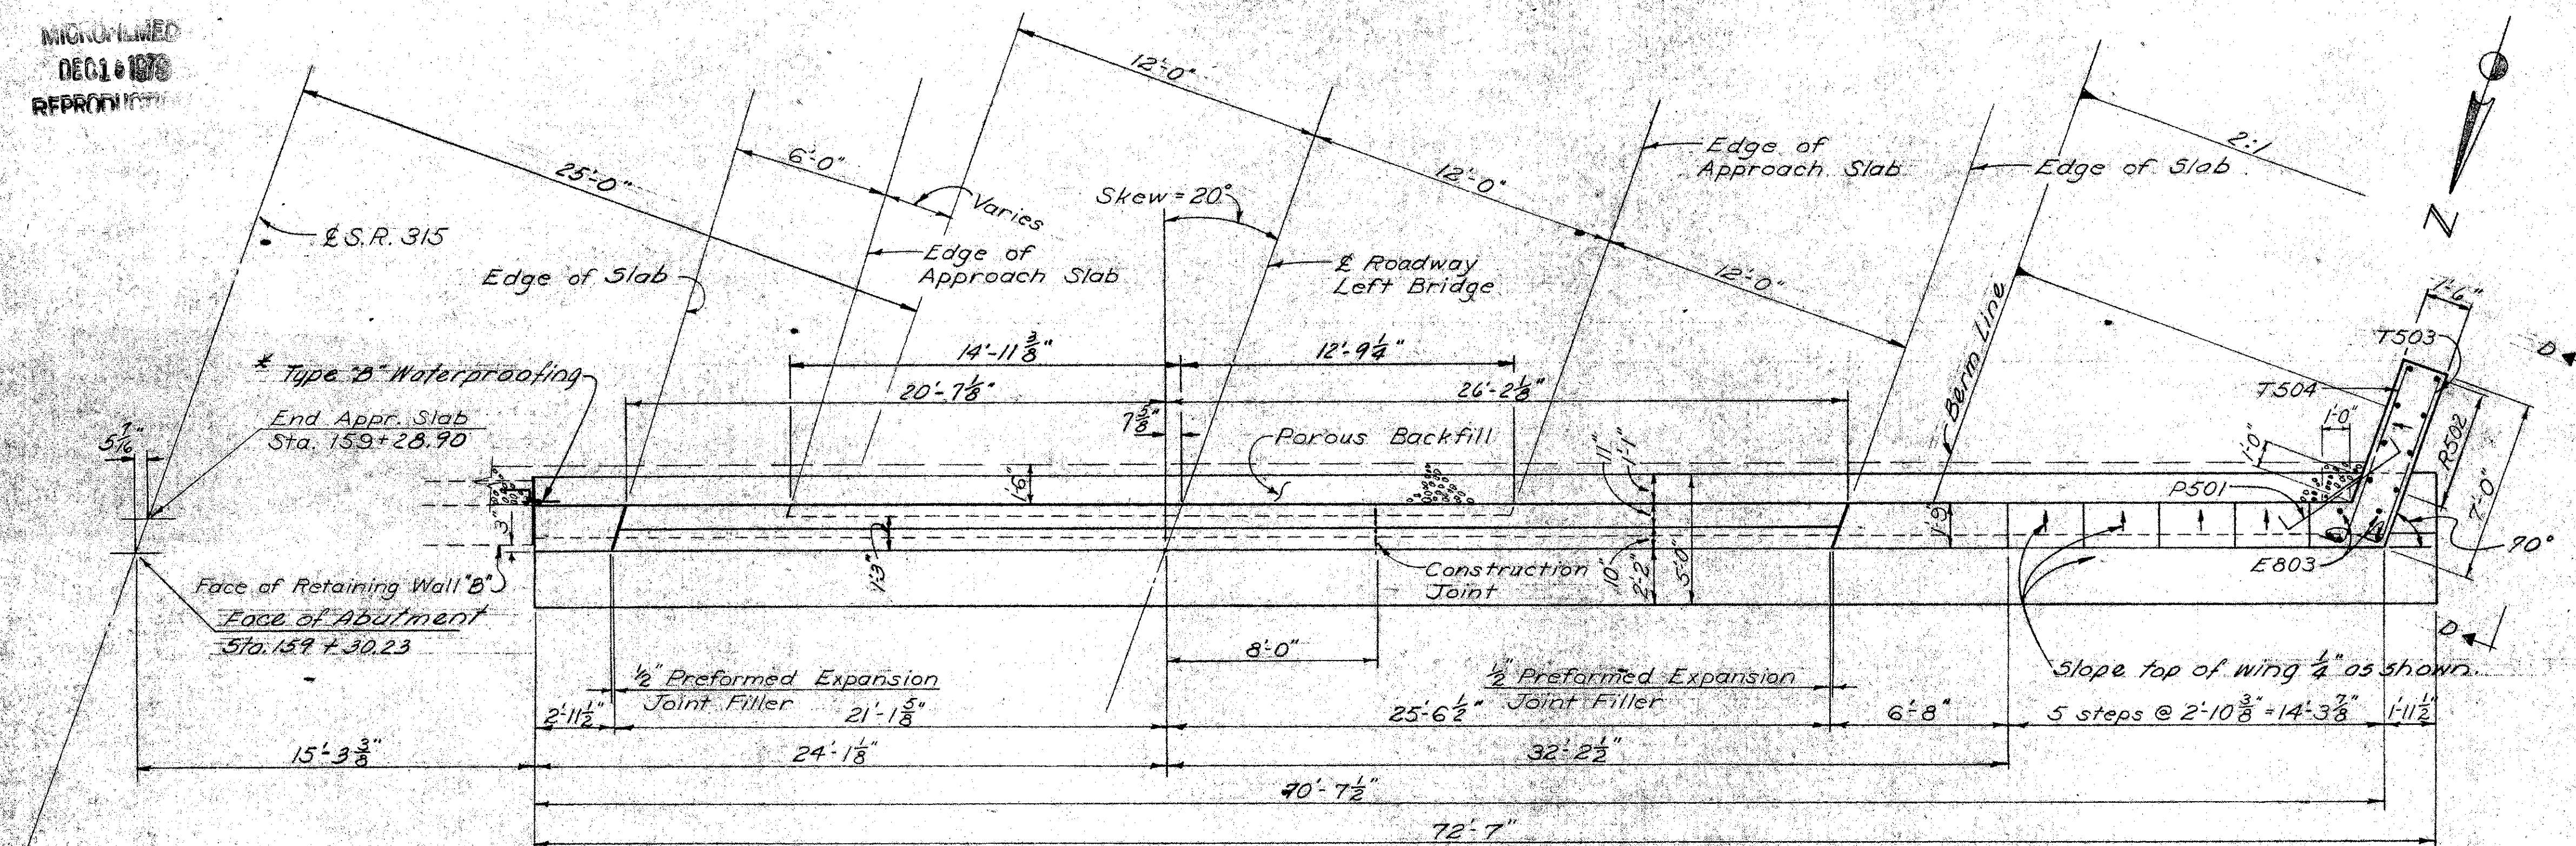 MICROFILMED
DEC 1 1979
12'-0"
25'-0"
6'-0"
Varies
Skew = 20°
12'-0"
Edge of
Approach Slab
Edge of Slab
2:1
N
℄ S.R. 315
Edge of Slab
Edge of
Approach Slab
℄ Roadway
Left Bridge
12'-0"
Berm Line
1'-6"
T503
D
* Type "B" Waterproofing
14'-11 3/8"
12'-9 1/4"
20'-7 1/8"
26'-2 1/8"
T504
1'-0"
End Appr. Slab
Sta. 159+28.90
5 7/16"
7 5/8"
Porous Backfill
11"
1'-1"
1'-0"
R502
7'-0"
P501
1'-6"
3"
1'-9"
1'-3"
Face of Retaining Wall "B"
Face of Abutment
Sta. 159 + 30.23
Construction
Joint
10"
2'-2"
5'-0"
E803
70°
D
8'-0"
1/2" Preformed Expansion
Joint Filler
1/2" Preformed Expansion
Joint Filler
Slope top of wing 1/4" as shown.
2'-11 1/2"
21'-1 5/8"
25'-6 1/2"
6'-8"
5 steps @ 2'-10 3/8" = 14'-3 7/8"
1'-11 1/2"
15'-3 3/8"
24'-1 1/8"
32'-2 1/2"
70'-7 1/2"
72'-7"